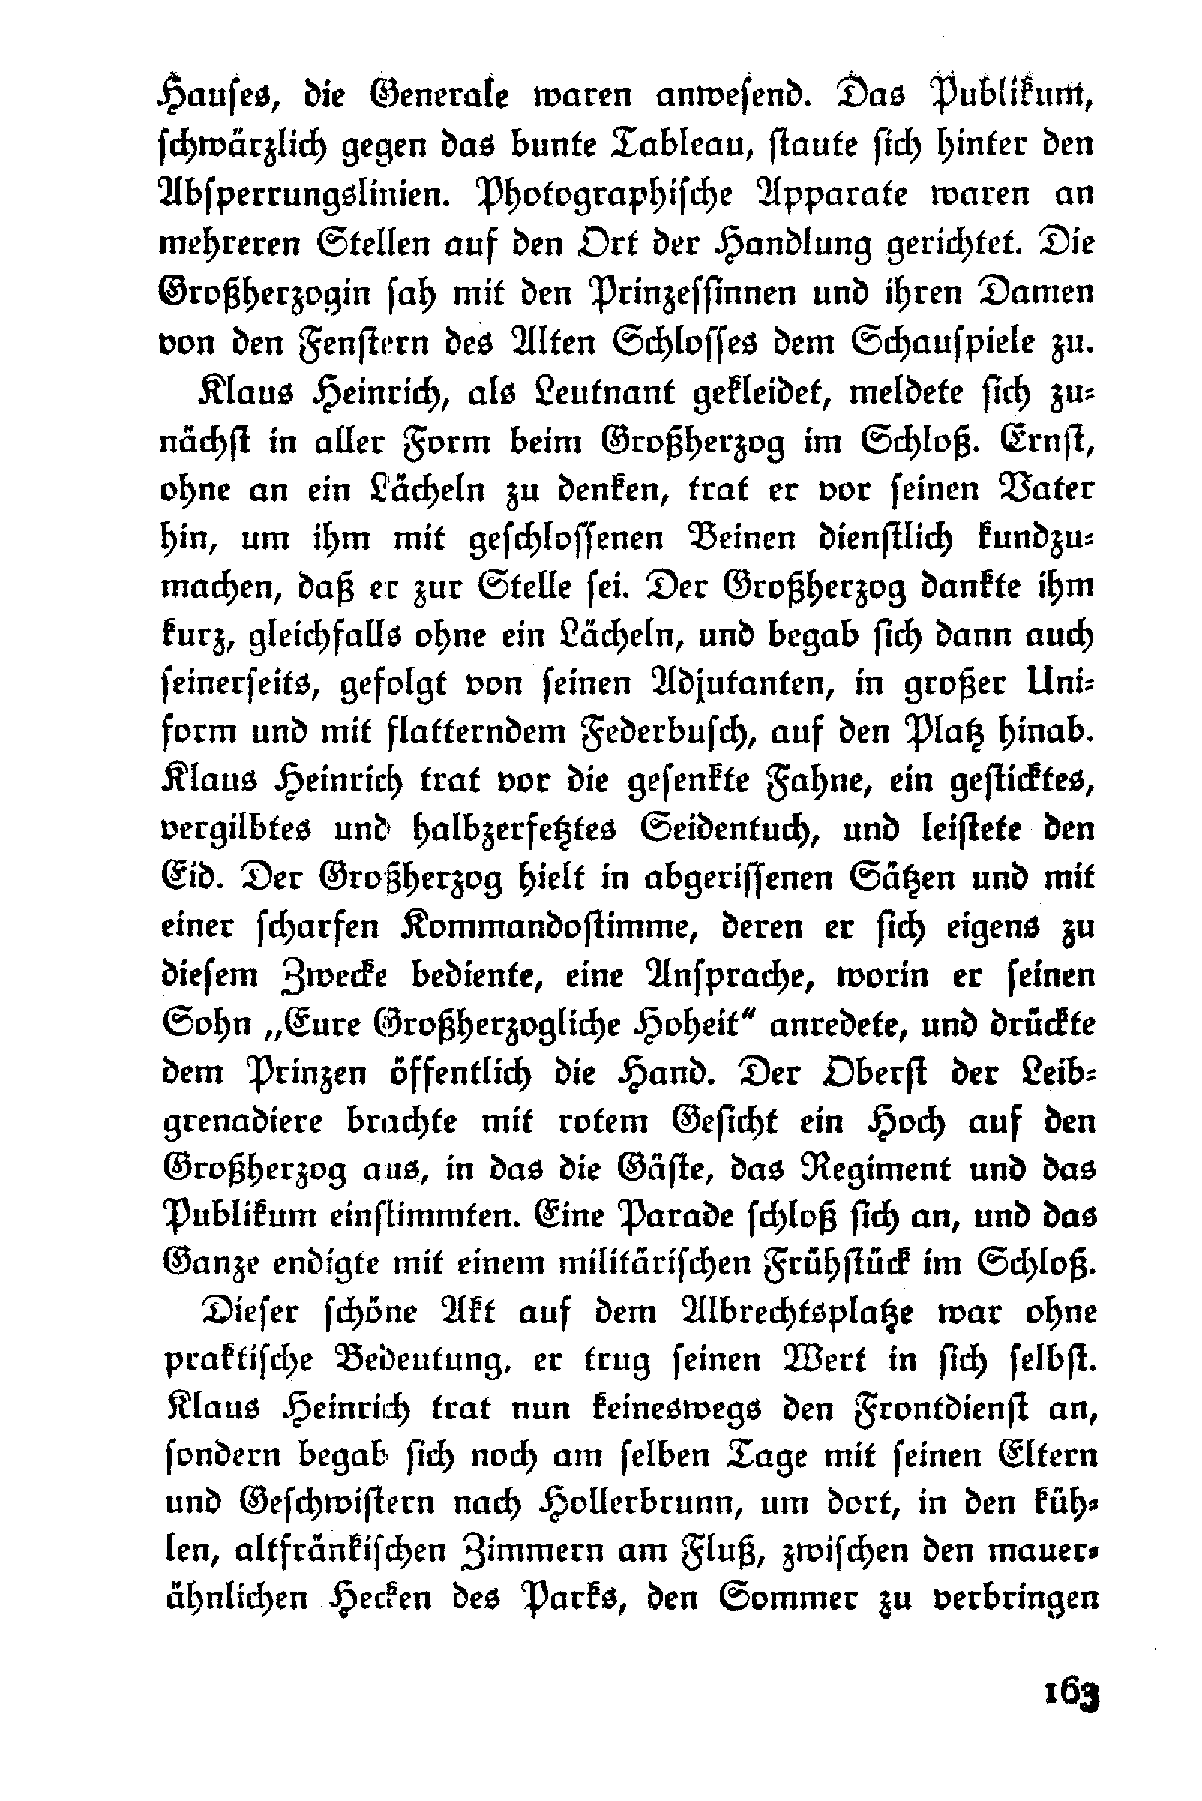 Hauses, die Generale waren anwesend. Das Publikum,
schwärzlich gegen das bunte Tableau, staute sich hinter den
Absperrungslinien. Photographische Apparate waren an
mehreren Stellen auf den Ort der Handlung gerichtet. Die
Großherzogin sah mit den Prinzessinnen und ihren Damen
von den Fenstern des Alten Schlosses dem Schauspiele zu.
Klaus Heinrich, als Leutnant gekleidet, meldete sich zu-
nächst in aller Form beim Großherzog im Schloß. Ernst,
ohne an ein Lächeln zu denken, trat er vor seinen Vater
hin, um ihm mit geschlossenen Beinen dienstlich kundzu-
machen, daß er zur Stelle sei. Der Großherzog dankte ihm
kurz, gleichfalls ohne ein Lächeln, und begab sich dann auch
seinerseits, gefolgt von seinen Adjutanten, in großer Uni-
form und mit flatterndem Federbusch, auf den Platz hinab.
Klaus Heinrich trat vor die gesenkte Fahne, ein gesticktes,
vergilbtes und halbzerfetztes Seidentuch, und leistete den
Eid. Der Großherzog hielt in abgerissenen Sätzen und mit
einer scharfen Kommandostimme, deren er sich eigens zu
diesem Zwecke bediente, eine Ansprache, worin er seinen
Sohn „Eure Großherzogliche Hoheit“ anredete, und drückte
dem Prinzen öffentlich die Hand. Der Oberst der Leib-
grenadiere brachte mit rotem Gesicht ein Hoch auf den
Großherzog aus, in das die Gäste, das Regiment und das
Publikum einstimmten. Eine Parade schloß sich an, und das
Ganze endigte mit einem militärischen Frühstück im Schloß.
Dieser schöne Akt auf dem Albrechtsplatze war ohne
praktische Bedeutung, er trug seinen Wert in sich selbst.
Klaus Heinrich trat nun keineswegs den Frontdienst an,
sondern begab sich noch am selben Tage mit seinen Eltern
und Geschwistern nach Hollerbrunn, um dort, in den küh-
len, altfränkischen Zimmern am Fluß, zwischen den mauer-
ähnlichen Hecken des Parks, den Sommer zu verbringen
163